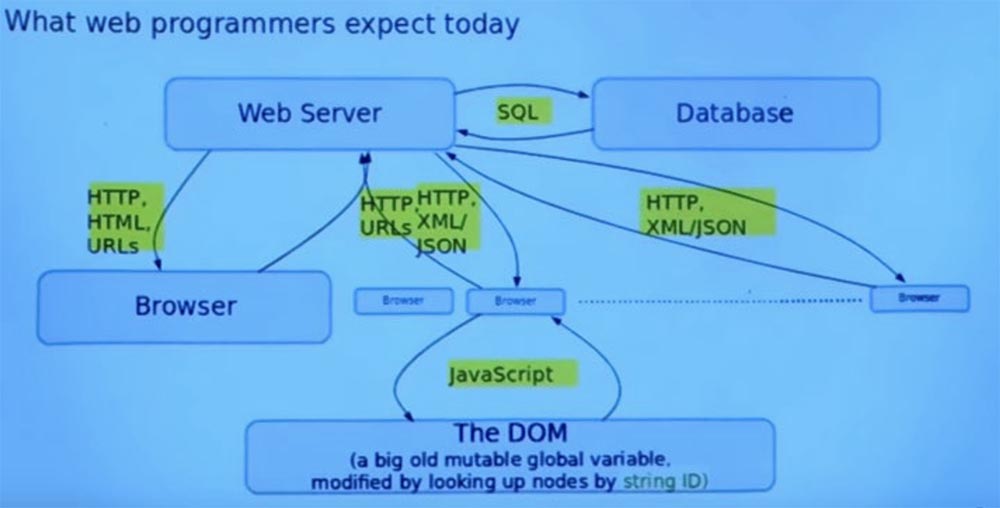 What web programmers expect today
Web Server
SQL
Database
HTTP,
HTML,
URLs
HTTP,
URLs
HTTP,
XML/
JSON
HTTP,
XML/JSON
Browser
Browser
Browser
Browser
JavaScript
The DOM
(a big old mutable global variable,
modified by looking up nodes by string ID)